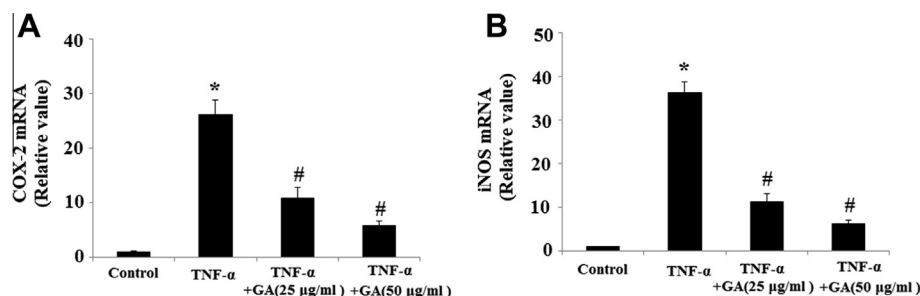 A
COX-2 mRNA
(Relative value)
40
30
20
10
0
*
#
#
Control
TNF-α
TNF-α
+GA(25 μg/ml)
TNF-α
+GA(50 μg/ml)
B
iNOS mRNA
(Relative value)
50
40
30
20
10
0
*
#
#
Control
TNF-α
TNF-α
+GA(25 μg/ml)
TNF-α
+GA(50 μg/ml)